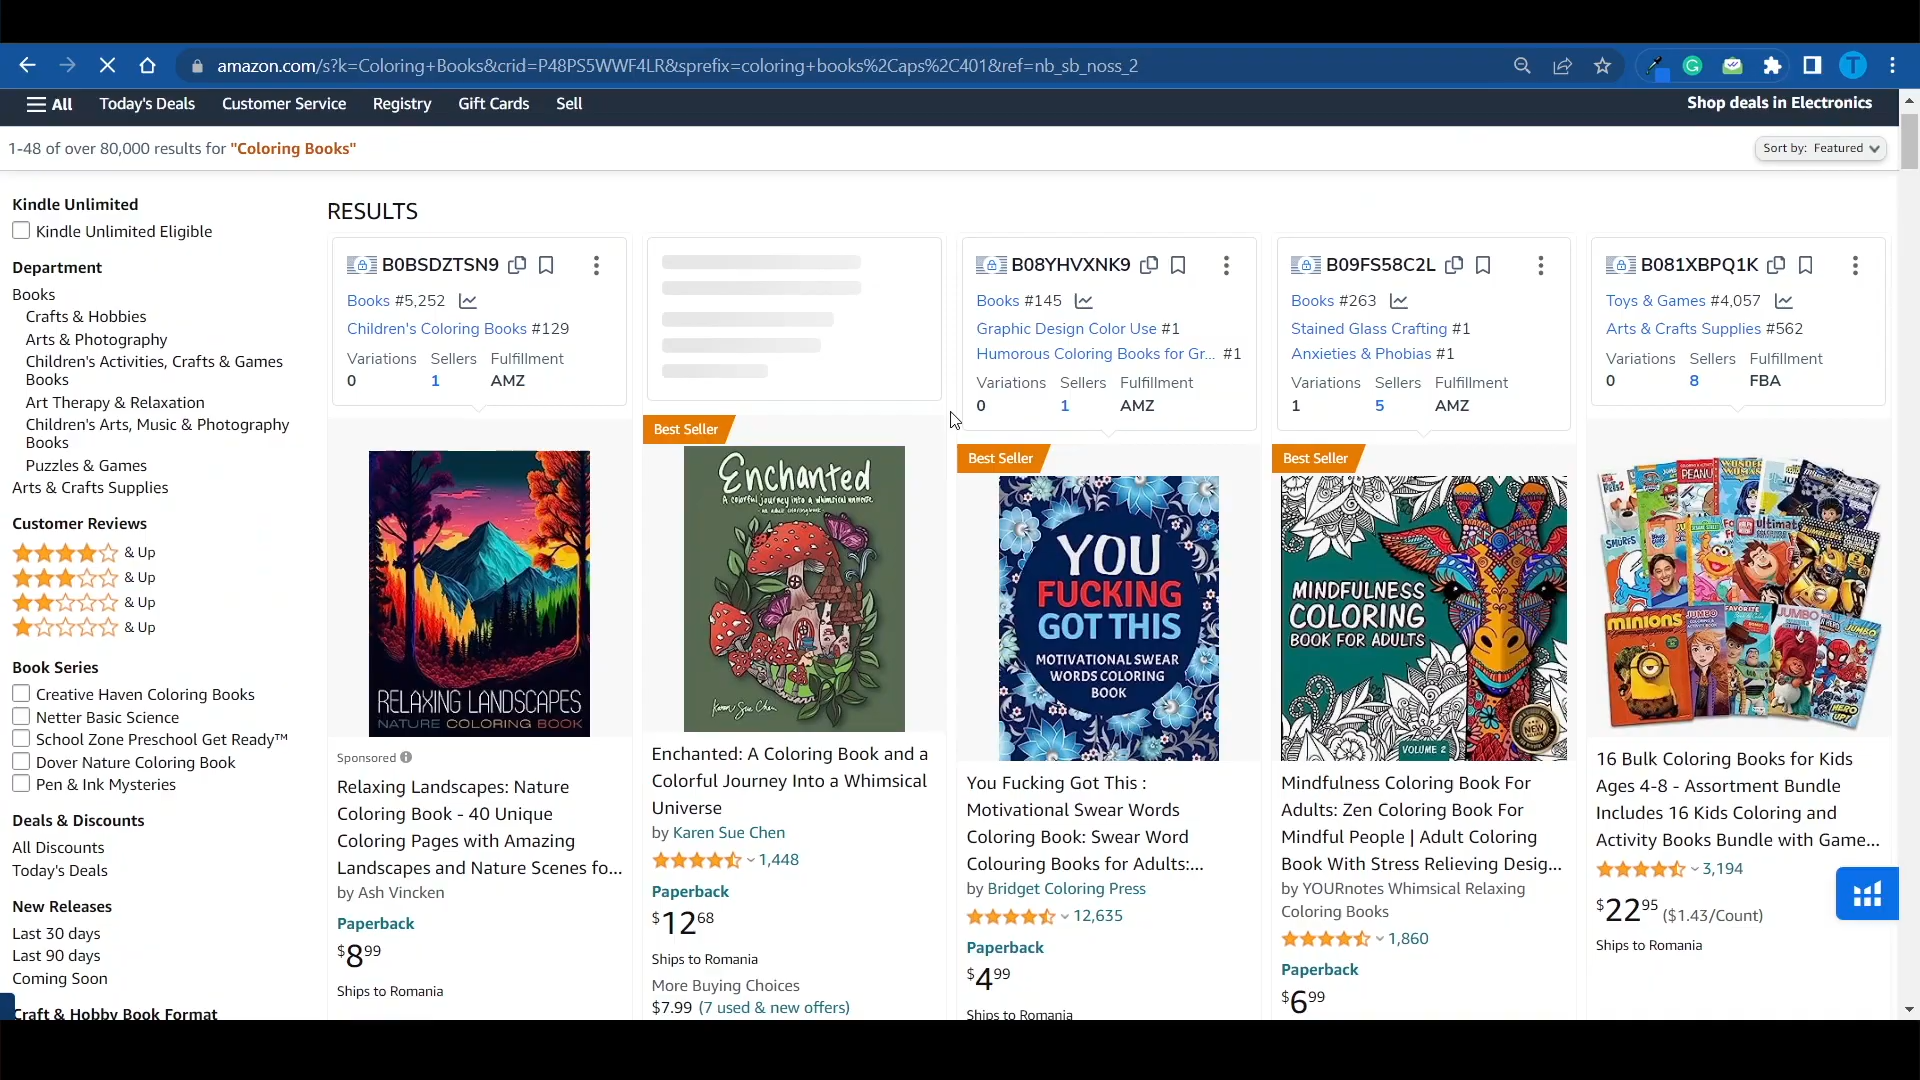 amazon.com/s?k=Coloring+Books&crid=P48PS5WWF4LR&sprefix=coloring+books%2Caps%2C401&ref=nb_sb_noss_2
T
All Today's Deals Customer Service Registry Gift Cards Sell
Shop deals in Electronics
1-48 of over 80,000 results for "Coloring Books"
Sort by: Featured
Kindle Unlimited
Kindle Unlimited Eligible
Department
Books
Crafts & Hobbies
Arts & Photography
Children's Activities, Crafts & Games
Books
Art Therapy & Relaxation
Children's Arts, Music & Photography
Books
Puzzles & Games
Arts & Crafts Supplies
Customer Reviews
& Up
& Up
& Up
& Up
Book Series
Creative Haven Coloring Books
Netter Basic Science
School Zone Preschool Get Ready™
Dover Nature Coloring Book
Pen & Ink Mysteries
Deals & Discounts
All Discounts
Today's Deals
New Releases
Last 30 days
Last 90 days
Coming Soon
Craft & Hobby Book Format
RESULTS
B0BSDZTSN9
Books #5,252
Children's Coloring Books #129
Variations Sellers Fulfillment
0 1 AMZ
RELAXING LANDSCAPES
NATURE COLORING BOOK
Sponsored
Relaxing Landscapes: Nature
Coloring Book - 40 Unique
Coloring Pages with Amazing
Landscapes and Nature Scenes fo...
by Ash Vincken
Paperback
$8 99
Ships to Romania
Best Seller
Enchanted
A colorful journey into a whimsical universe
- an adult coloring book -
Karen Sue Chen
Enchanted: A Coloring Book and a
Colorful Journey Into a Whimsical
Universe
by Karen Sue Chen
1,448
Paperback
$12 68
Ships to Romania
More Buying Choices
$7.99 (7 used & new offers)
B08YHVXNK9
Books #145
Graphic Design Color Use #1
Humorous Coloring Books for Gr... #1
Variations Sellers Fulfillment
0 1 AMZ
Best Seller
YOU
FUCKING
GOT THIS
MOTIVATIONAL SWEAR
WORDS COLORING
BOOK
You Fucking Got This :
Motivational Swear Words
Coloring Book: Swear Word
Colouring Books for Adults:...
by Bridget Coloring Press
12,635
Paperback
$4 99
Ships to Romania
B09FS58C2L
Books #263
Stained Glass Crafting #1
Anxieties & Phobias #1
Variations Sellers Fulfillment
1 5 AMZ
Best Seller
MINDFULNESS
COLORING
BOOK FOR ADULTS
NEW
VOLUME 2
Mindfulness Coloring Book For
Adults: Zen Coloring Book For
Mindful People | Adult Coloring
Book With Stress Relieving Desig...
by YOURnotes Whimsical Relaxing
Coloring Books
1,860
Paperback
$6 99
B081XBPQ1K
Toys & Games #4,057
Arts & Crafts Supplies #562
Variations Sellers Fulfillment
0 8 FBA
PEANU
WONDER
SMURFS
ultimat
minions
JUMBO
FAVORITE
JUMBO
JUMBO
HERO
UP!
16 Bulk Coloring Books for Kids
Ages 4-8 - Assortment Bundle
Includes 16 Kids Coloring and
Activity Books Bundle with Game...
3,194
$22 95 ($1.43/Count)
Ships to Romania